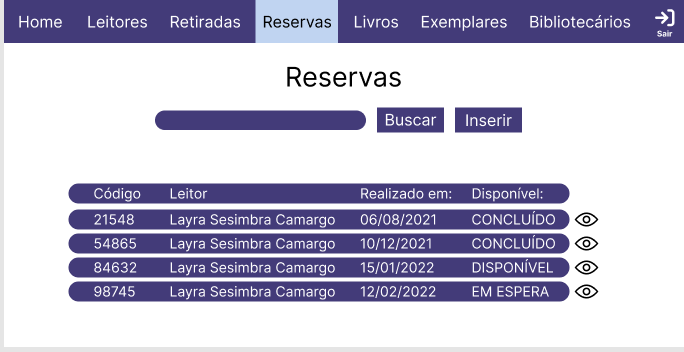 Home Leitores Retiradas Reservas Livros Exemplares Bibliotecários Sair
Reservas
Buscar Inserir
Código Leitor Realizado em: Disponível:
21548 Layra Sesimbra Camargo 06/08/2021 CONCLUÍDO
54865 Layra Sesimbra Camargo 10/12/2021 CONCLUÍDO
84632 Layra Sesimbra Camargo 15/01/2022 DISPONÍVEL
98745 Layra Sesimbra Camargo 12/02/2022 EM ESPERA